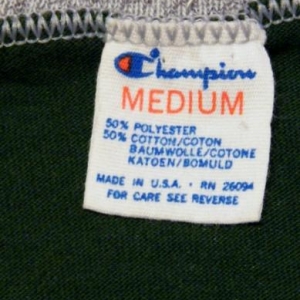 Champion
MEDIUM
50% POLYESTER
50% COTTON/COTON
BAUMWOLLE/COTONE
KATOEN/BOMULD
MADE IN U.S.A. · RN 26094
FOR CARE SEE REVERSE